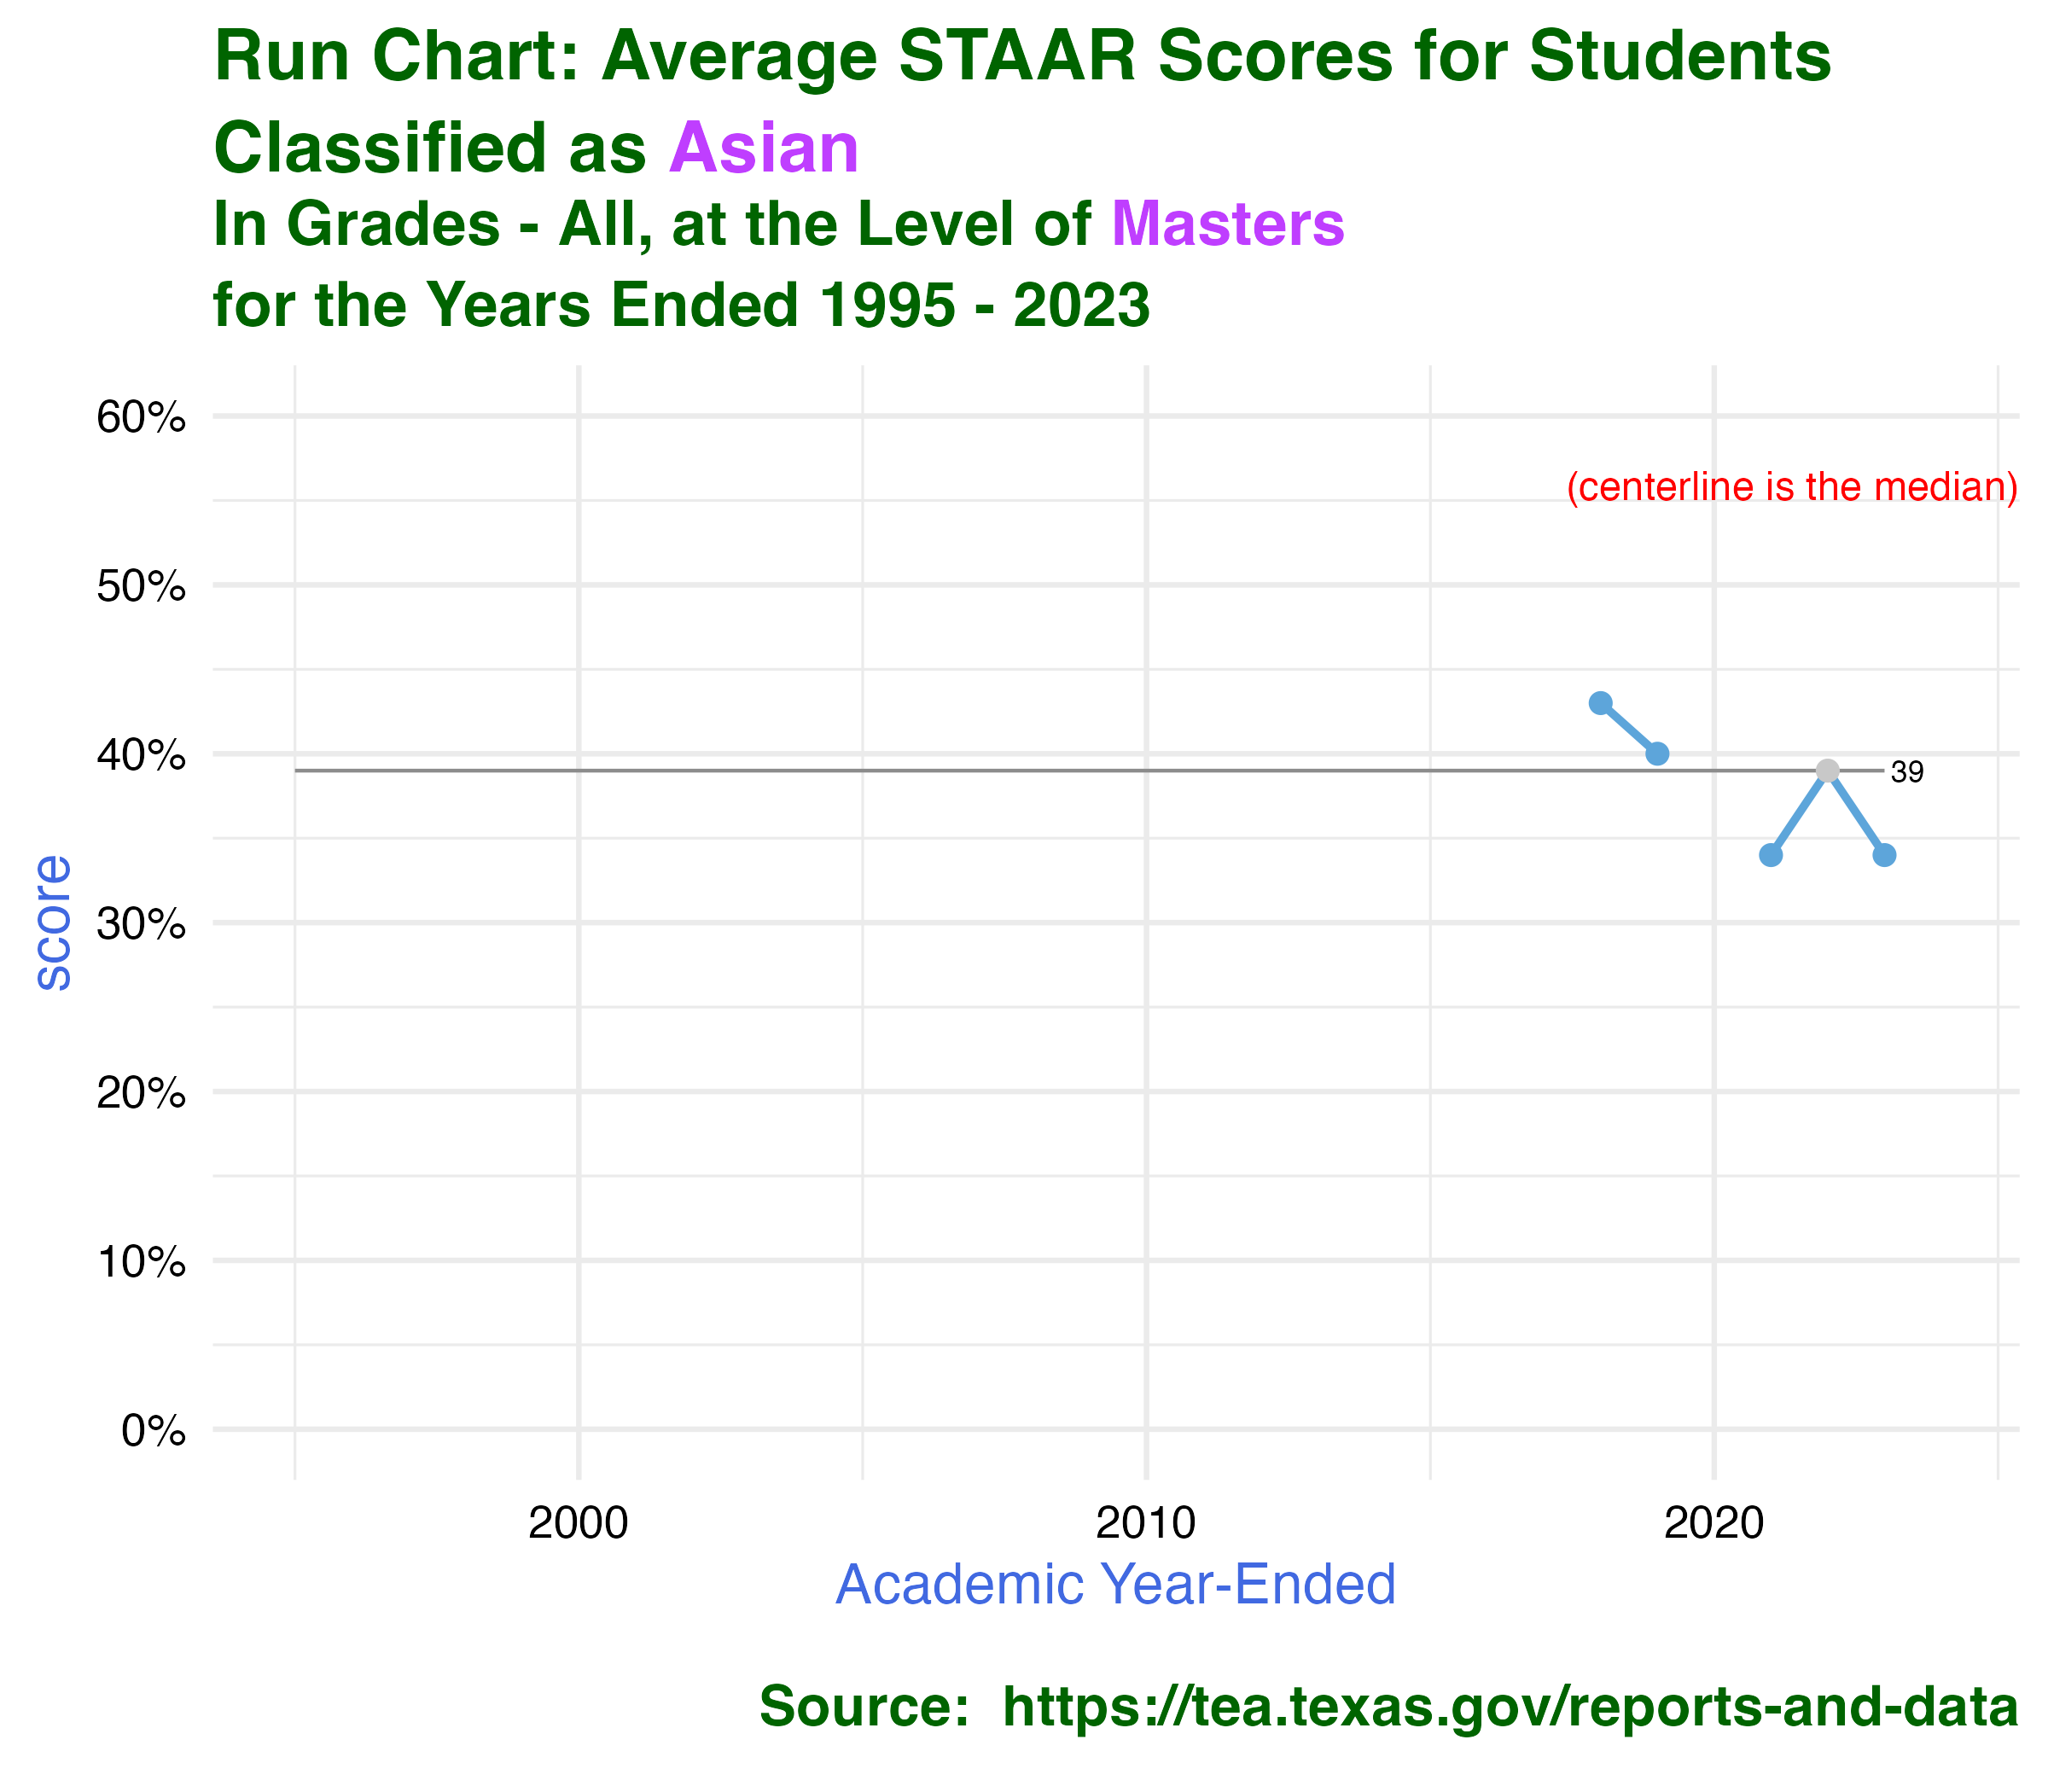 Run Chart: Average STAAR Scores for Students
Classified as Asian
In Grades - All, at the Level of Masters
for the Years Ended 1995 - 2023
60%
(centerline is the median)
50%
40%
39
30%
20%
10%
0%
score
2000 2010 2020
Academic Year-Ended
Source:  https://tea.texas.gov/reports-and-data